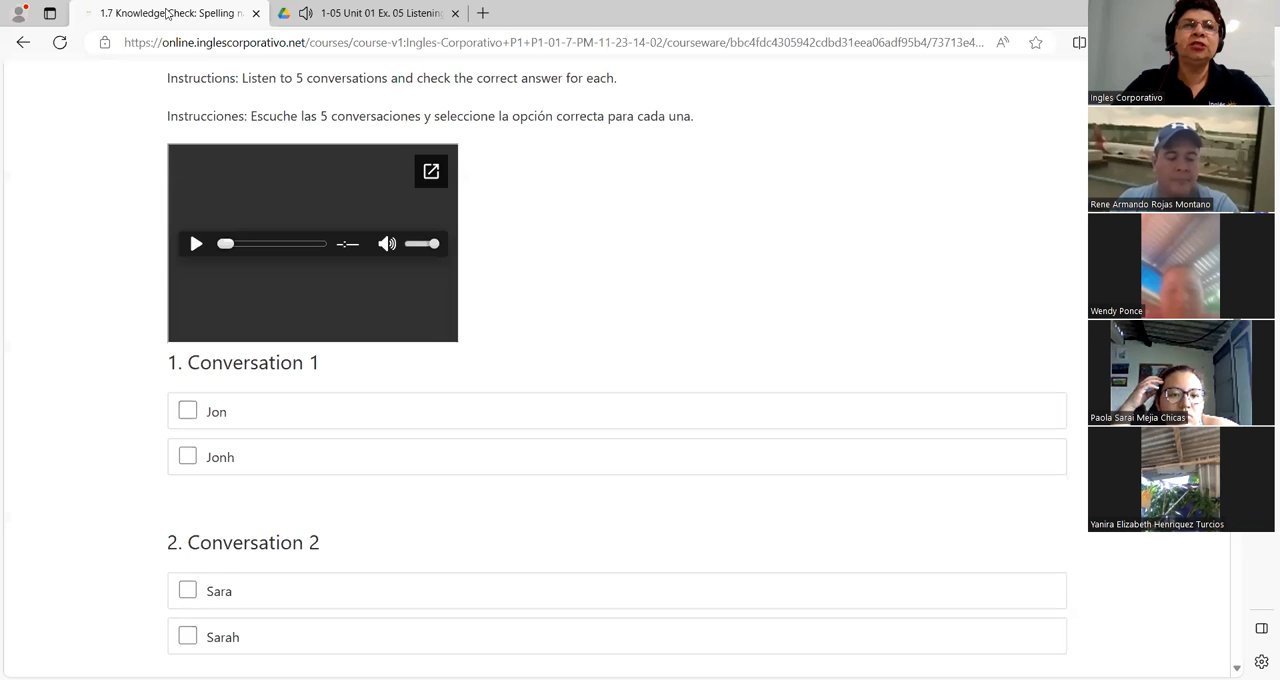 1.7 Knowledge Check: Spelling n
1-05 Unit 01 Ex. 05 Listening
https://online.inglescorporativo.net/courses/course-v1:Ingles-Corporativo+P1+P1-01-7-PM-11-23-14-02/courseware/bbc4fdc4305942cdbd31eea06adf95b4/73713e4...
Instructions: Listen to 5 conversations and check the correct answer for each.
Instrucciones: Escuche las 5 conversaciones y seleccione la opción correcta para cada una.
1. Conversation 1
Jon
Jonh
2. Conversation 2
Sara
Sarah
Ingles Corporativo
Rene Armando Rojas Montano
Wendy Ponce
Paola Sarai Mejia Chicas
Yanira Elizabeth Henriquez Turcios